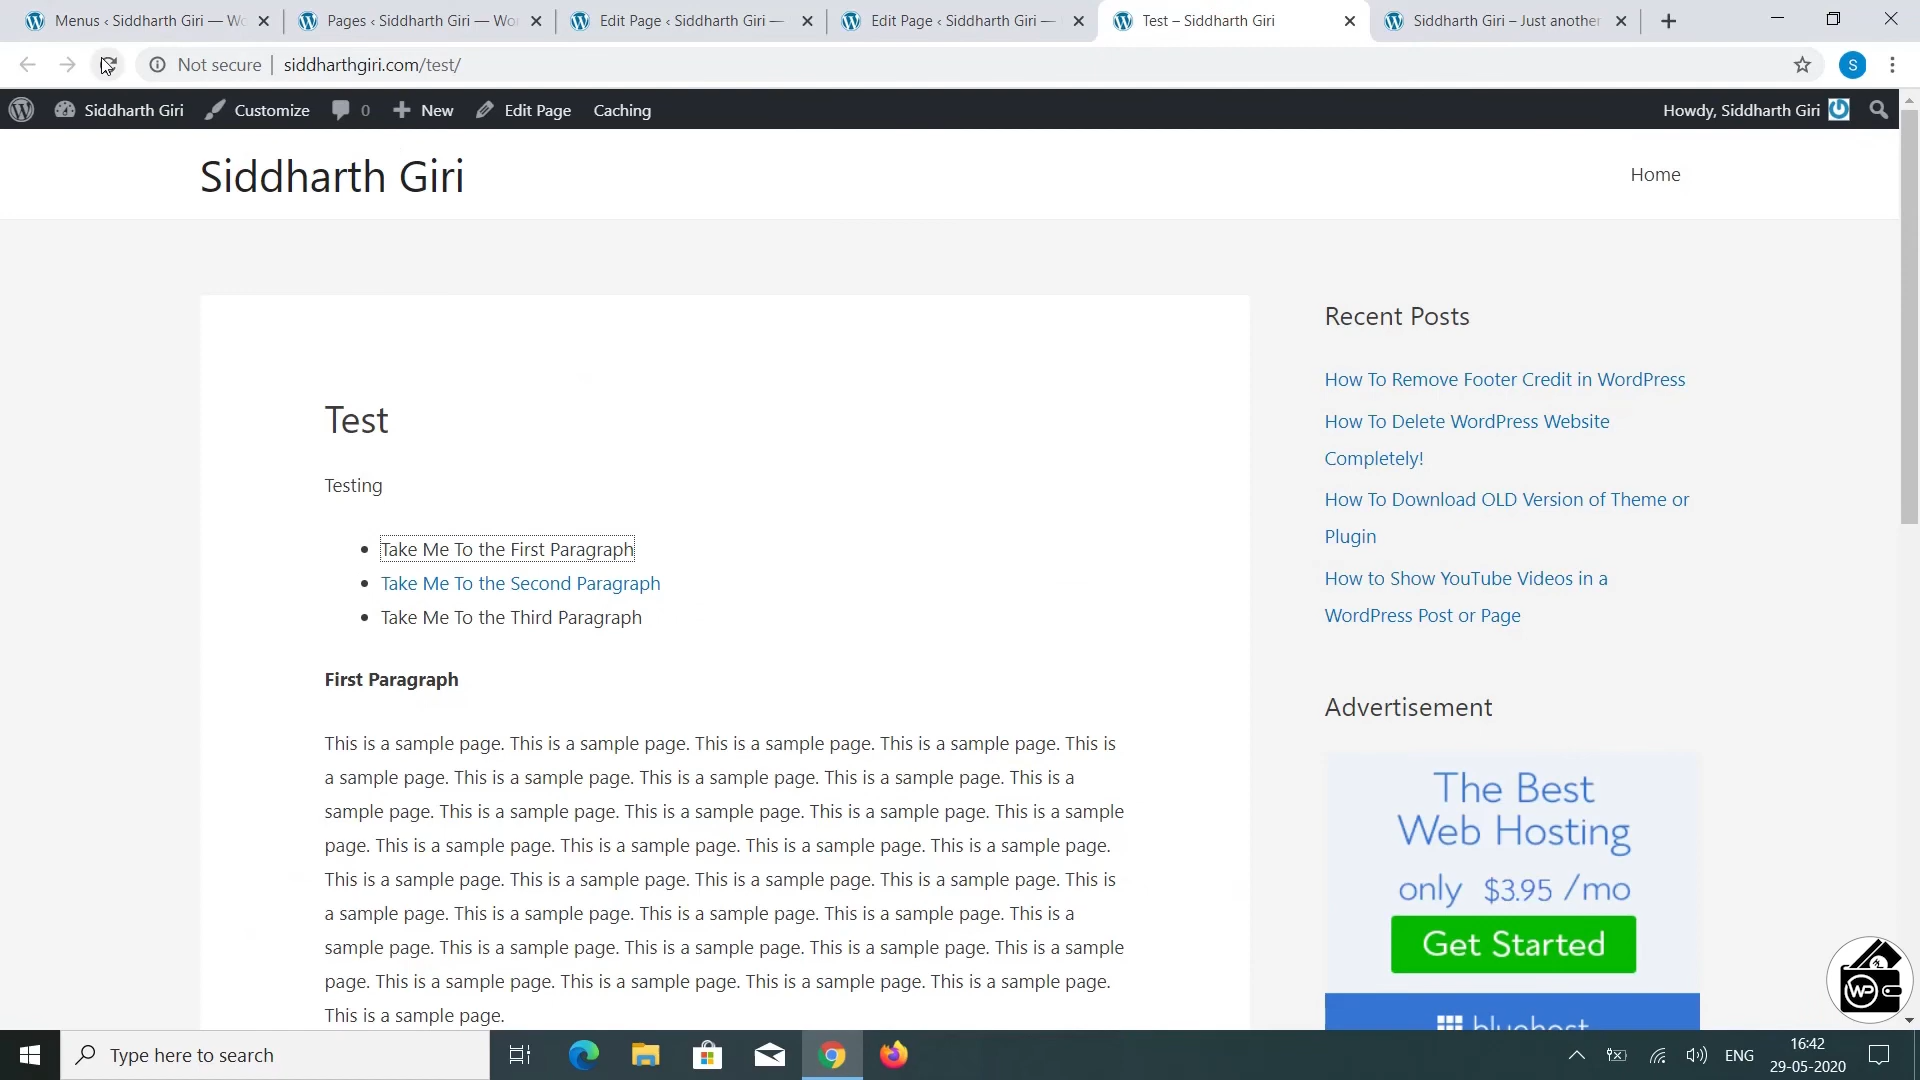 Menus ‹ Siddharth Giri — Wo
Pages ‹ Siddharth Giri — Wo
Edit Page ‹ Siddharth Giri —
Edit Page ‹ Siddharth Giri —
Test – Siddharth Giri
Siddharth Giri – Just another
Not secure
siddharthgiri.com/test/
S
Siddharth Giri
Customize
0
New
Edit Page
Caching
Howdy, Siddharth Giri
Siddharth Giri
Home
Test
Testing
Take Me To the First Paragraph
Take Me To the Second Paragraph
Take Me To the Third Paragraph
First Paragraph
This is a sample page. This is a sample page. This is a sample page. This is a sample page. This is
a sample page. This is a sample page. This is a sample page. This is a sample page. This is a
sample page. This is a sample page. This is a sample page. This is a sample page. This is a sample
page. This is a sample page. This is a sample page. This is a sample page. This is a sample page.
This is a sample page. This is a sample page. This is a sample page. This is a sample page. This is
a sample page. This is a sample page. This is a sample page. This is a sample page. This is a
sample page. This is a sample page. This is a sample page. This is a sample page. This is a sample
page. This is a sample page. This is a sample page. This is a sample page. This is a sample page.
This is a sample page.
Recent Posts
How To Remove Footer Credit in WordPress
How To Delete WordPress Website
Completely!
How To Download OLD Version of Theme or
Plugin
How to Show YouTube Videos in a
WordPress Post or Page
Advertisement
The Best
Web Hosting
only $3.95 /mo
Get Started
bluehost
WP
Type here to search
ENG
16:42
29-05-2020